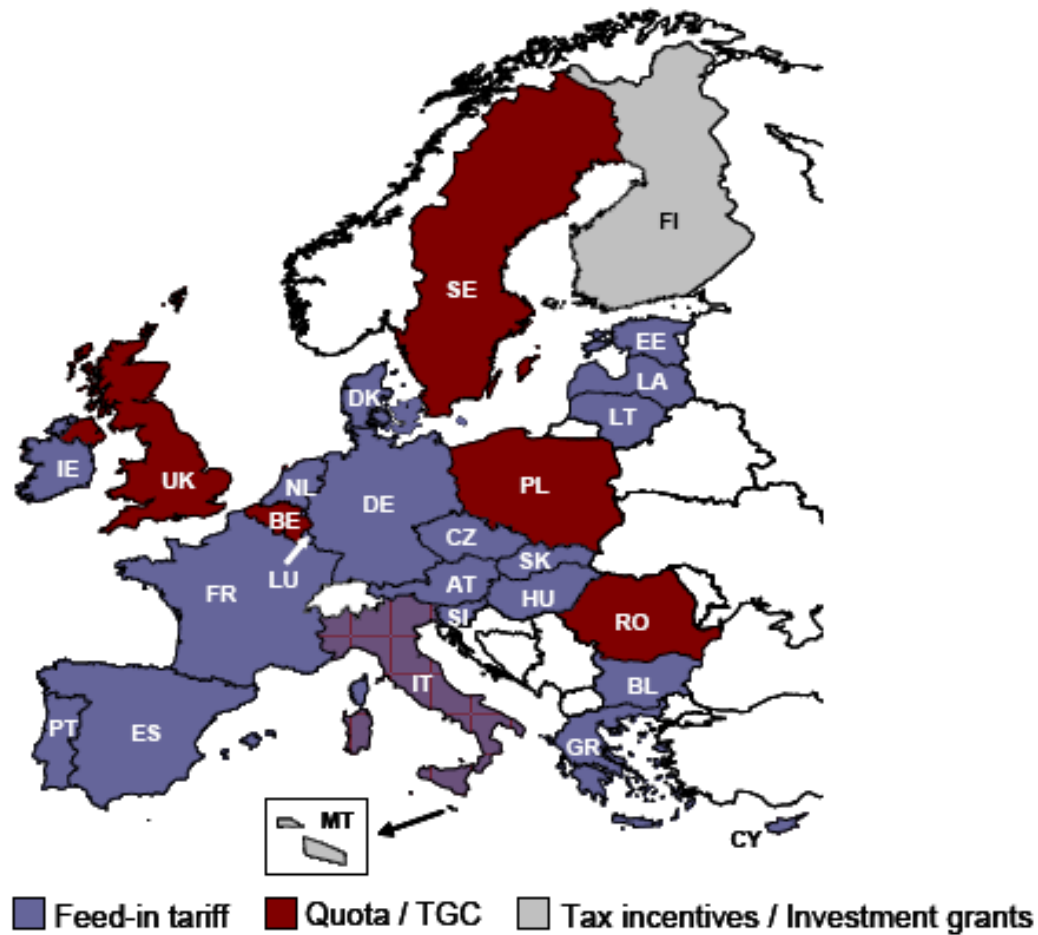 FI
SE
EE
LA
DK
LT
IE
UK
NL
PL
DE
BE
CZ
SK
LU
AT
FR
HU
SI
RO
IT
BL
PT
ES
GR
MT
CY
Feed-in tariff
Quota / TGC
Tax incentives / Investment grants